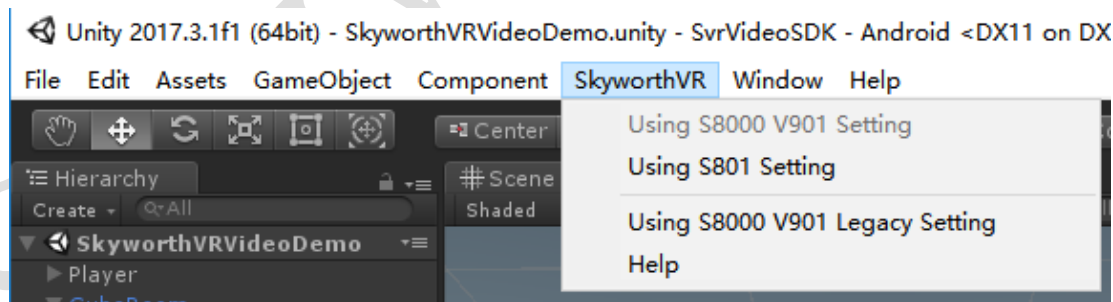 Unity 2017.3.1f1 (64bit) - SkyworthVRVideoDemo.unity - SvrVideoSDK - Android <DX11 on DX
File Edit Assets GameObject Component SkyworthVR Window Help
Center
Using S8000 V901 Setting
Using S801 Setting
Using S8000 V901 Legacy Setting
Help
Hierarchy
Create All
SkyworthVRVideoDemo
Player
Scene
Shaded